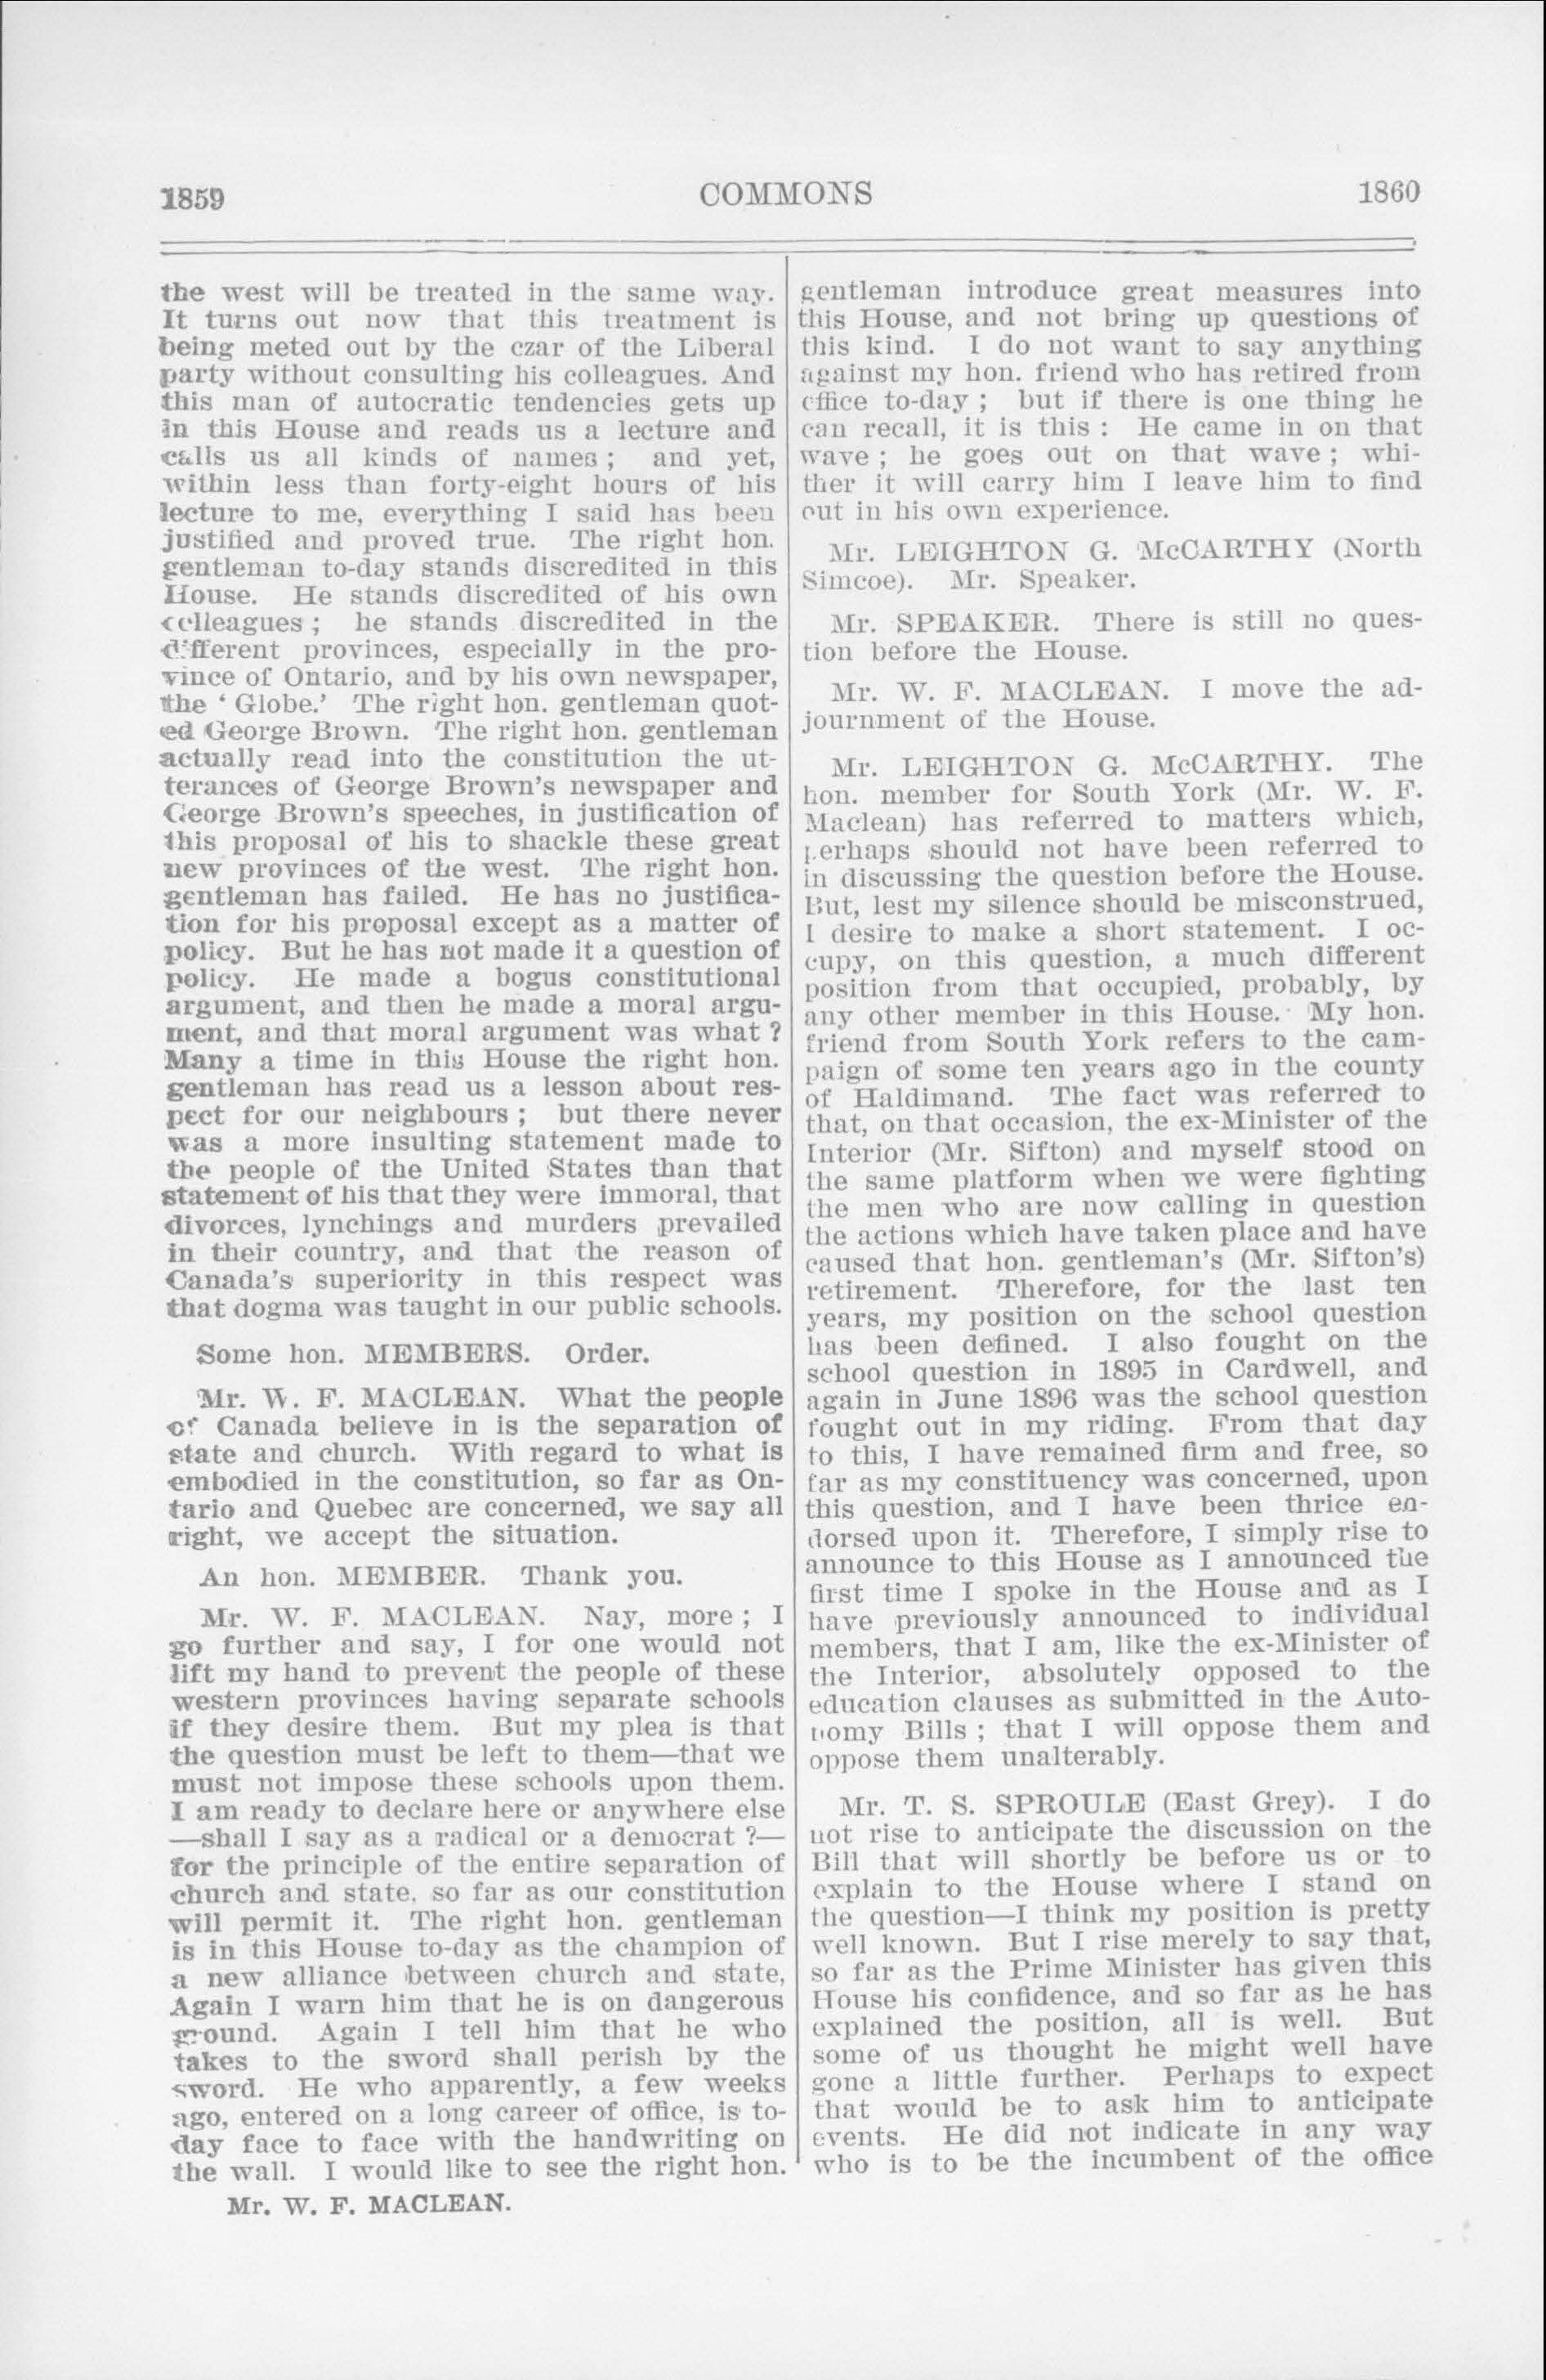 1859
COMMONS
1860
the west will be treated in the same way.
It turns out now that this treatment is
being meted out by the czar of the Liberal
party without consulting his colleagues. And
this man of autocratic tendencies gets up
in this House and reads us a lecture and
calls us all kinds of names ; and yet,
within less than forty-eight hours of his
lecture to me, everything I said has been
justified and proved true. The right hon.
gentleman to-day stands discredited in this
House. He stands discredited of his own
colleagues ; he stands discredited in the
different provinces, especially in the pro-
vince of Ontario, and by his own newspaper,
the ‘ Globe.’ The right hon. gentleman quot-
ed George Brown. The right hon. gentleman
actually read into the constitution the ut-
terances of George Brown's newspaper and
George Brown's speeches, in justification of
this proposal of his to shackle these great
new provinces of the west. The right hon.
gentleman has failed. He has no justifica-
tion for his proposal except as a matter of
policy. But he has not made it a question of
policy. He made a bogus constitutional
argument, and then he made a moral argu-
ment, and that moral argument was what ?
Many a time in this House the right hon.
gentleman has read us a lesson about res-
pect for our neighbours ; but there never
was a more insulting statement made to
the people of the United States than that
statement of his that they were immoral, that
divorces, lynchings and murders prevailed
in their country, and that the reason of
Canada's superiority in this respect was
that dogma was taught in our public schools.
Some hon. MEMBERS. Order.
Mr. W. F. MACLEAN. What the people
of Canada believe in is the separation of
state and church. With regard to what is
embodied in the constitution, so far as On-
tario and Quebec are concerned, we say all
right, we accept the situation.
An hon. MEMBER. Thank you.
Mr. W. F. MACLEAN. Nay, more ; I
go further and say, I for one would not
lift my hand to prevent the people of these
western provinces having separate schools
if they desire them. But my plea is that
the question must be left to them—that we
must not impose these schools upon them.
I am ready to declare here or anywhere else
—shall I say as a radical or a democrat ?—
for the principle of the entire separation of
church and state, so far as our constitution
will permit it. The right hon. gentleman
is in this House to-day as the champion of
a new alliance between church and state,
Again I warn him that he is on dangerous
ground. Again I tell him that he who
takes to the sword shall perish by the
sword. He who apparently, a few weeks
ago, entered on a long career of office, is to-
day face to face with the handwriting on
the wall. I would like to see the right hon.
Mr. W. F. MACLEAN.
gentleman introduce great measures into
this House, and not bring up questions of
this kind. I do not want to say anything
against my hon. friend who has retired from
office to-day ; but if there is one thing he
can recall, it is this : He came in on that
wave ; he goes out on that wave ; whi-
ther it will carry him I leave him to find
out in his own experience.
Mr. LEIGHTON G. McCARTHY (North
Simcoe). Mr. Speaker.
Mr. SPEAKER. There is still no ques-
tion before the House.
Mr. W. F. MACLEAN. I move the ad-
journment of the House.
Mr. LEIGHTON G. McCARTHY. The
hon. member for South York (Mr. W. F.
Maclean) has referred to matters which,
perhaps should not have been referred to
in discussing the question before the House.
But, lest my silence should be misconstrued,
I desire to make a short statement. I oc-
cupy, on this question, a much different
position from that occupied, probably, by
any other member in this House. My hon.
friend from South York refers to the cam-
paign of some ten years ago in the county
of Haldimand. The fact was referred to
that, on that occasion, the ex-Minister of the
Interior (Mr. Sifton) and myself stood on
the same platform when we were fighting
the men who are now calling in question
the actions which have taken place and have
caused that hon. gentleman's (Mr. Sifton's)
retirement. Therefore, for the last ten
years, my position on the school question
has been defined. I also fought on the
school question in 1895 in Cardwell, and
again in June 1896 was the school question
fought out in my riding. From that day
to this, I have remained firm and free, so
far as my constituency was concerned, upon
this question, and I have been thrice en-
dorsed upon it. Therefore, I simply rise to
announce to this House as I announced the
first time I spoke in the House and as I
have previously announced to individual
members, that I am, like the ex-Minister of
the Interior, absolutely opposed to the
education clauses as submitted in the Auto-
nomy Bills ; that I will oppose them and
oppose them unalterably.
Mr. T. S. SPROULE (East Grey). I do
not rise to anticipate the discussion on the
Bill that will shortly be before us or to
explain to the House where I stand on
the question—I think my position is pretty
well known. But I rise merely to say that,
so far as the Prime Minister has given this
House his confidence, and so far as he has
explained the position, all is well. But
some of us thought he might well have
gone a little further. Perhaps to expect
that would be to ask him to anticipate
events. He did not indicate in any way
who is to be the incumbent of the office